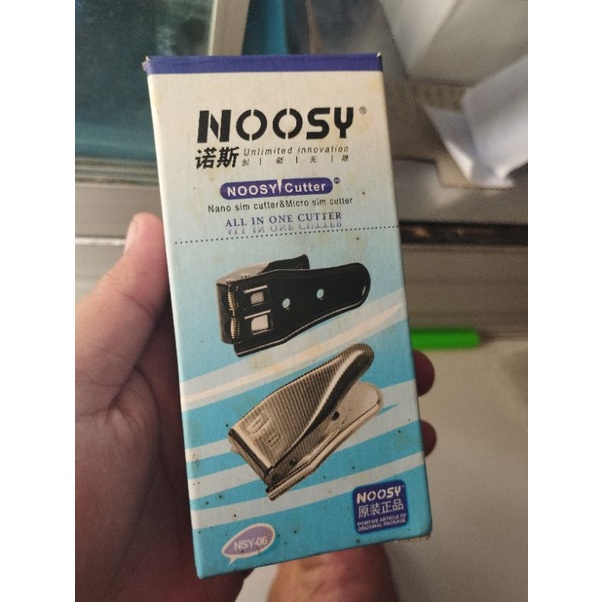 NOOSY®
诺斯 Unlimited innovation
创 | 能 | 无 | 限
NOOSY Cutter ®
Nano sim cutter&Micro sim cutter
ALL IN ONE CUTTER
NOOSY
原装正品
POSITIVE ARTICLE OF
ORIGINAL PACKAGE
NSY-06